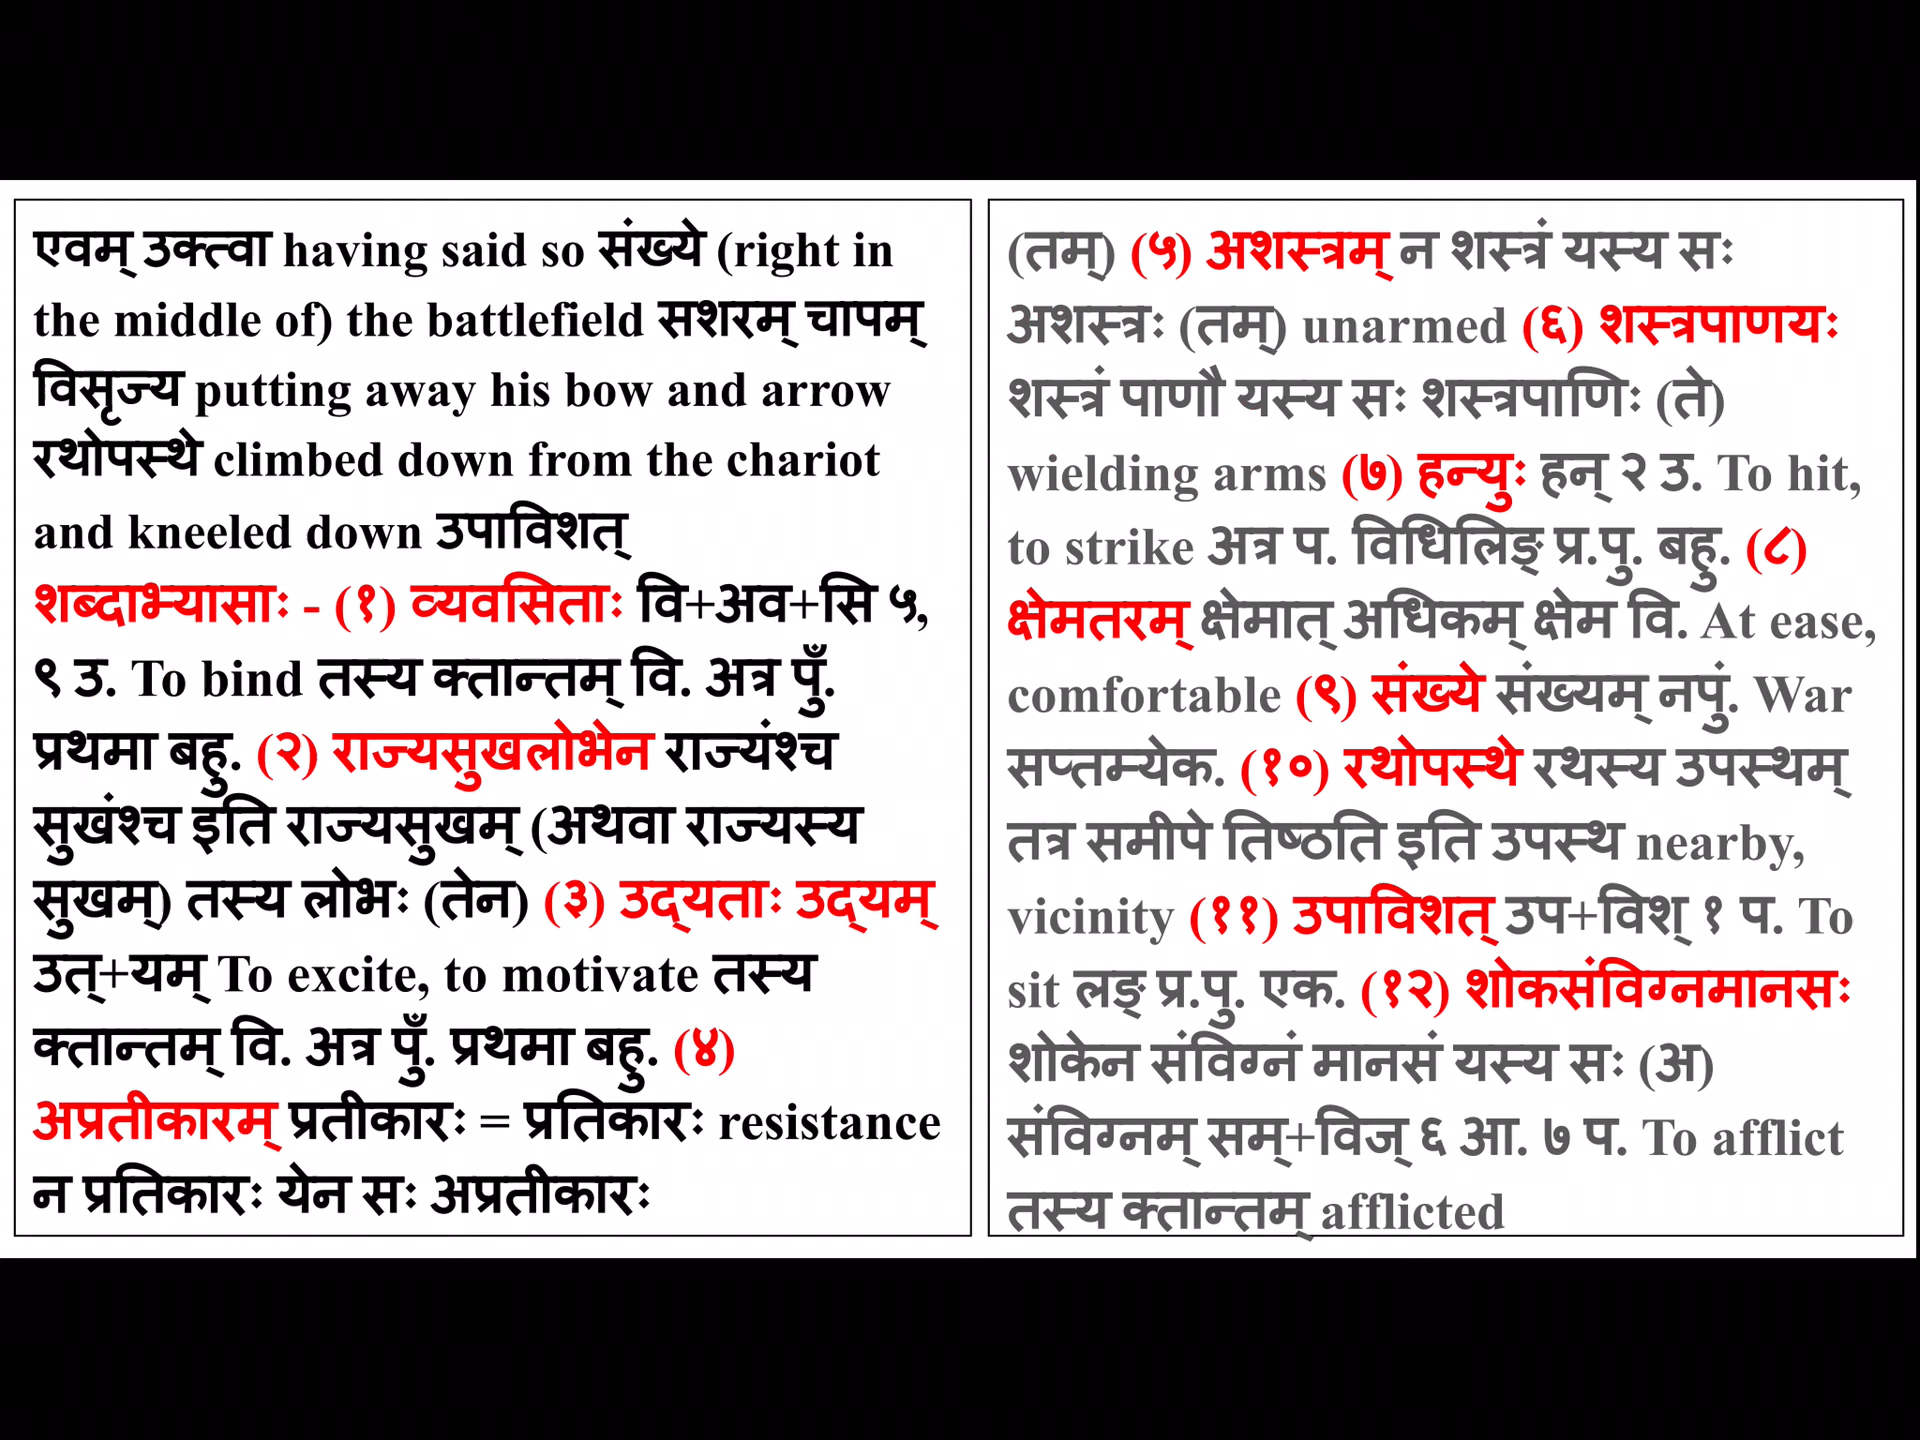 एवम् उक्त्वा having said so संख्ये (right in
the middle of) the battlefield सशरम् चापम्
विसृज्य putting away his bow and arrow
रथोपस्थे climbed down from the chariot
and kneeled down उपाविशत्
शब्दाभ्यासाः - (१) व्यवसिताः वि+अव+सि ५,
९ उ. To bind तस्य क्तान्तम् वि. अत्र पुँ.
प्रथमा बहु. (२) राज्यसुखलोभेन राज्यंश्च
सुखंश्च इति राज्यसुखम् (अथवा राज्यस्य
सुखम्) तस्य लोभः (तेन) (३) उद्यताः उद्यम्
उत्+यम् To excite, to motivate तस्य
क्तान्तम् वि. अत्र पुँ. प्रथमा बहु. (४)
अप्रतीकारम् प्रतीकारः = प्रतिकारः resistance
न प्रतिकारः येन सः अप्रतीकारः
(तम्) (५) अशस्त्रम् न शस्त्रं यस्य सः
अशस्त्रः (तम्) unarmed (६) शस्त्रपाणयः
शस्त्रं पाणौ यस्य सः शस्त्रपाणिः (ते)
wielding arms (७) हन्युः हन् २ उ. To hit,
to strike अत्र प. विधिलिङ् प्र.पु. बहु. (८)
क्षेमतरम् क्षेमात् अधिकम् क्षेम वि. At ease,
comfortable (९) संख्ये संख्यम् नपुं. War
सप्तम्येक. (१०) रथोपस्थे रथस्य उपस्थम्
तत्र समीपे तिष्ठति इति उपस्थ nearby,
vicinity (११) उपाविशत् उप+विश् १ प. To
sit लङ् प्र.पु. एक. (१२) शोकसंविग्नमानसः
शोकेन संविग्नं मानसं यस्य सः (अ)
संविग्नम् सम्+विज् ६ आ. ७ प. To afflict
तस्य क्तान्तम् afflicted